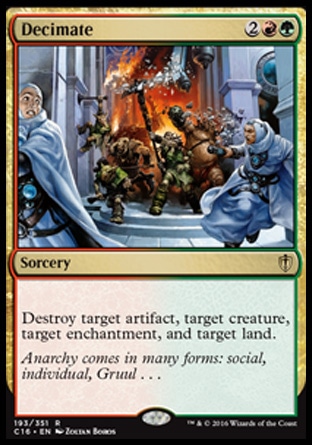 Decimate 2
Sorcery
Destroy target artifact, target creature,
target enchantment, and target land.
Anarchy comes in many forms: social,
individual, Gruul . . .
193/351 R
C16 • EN Zoltan Boros ™ & © 2016 Wizards of the Coast